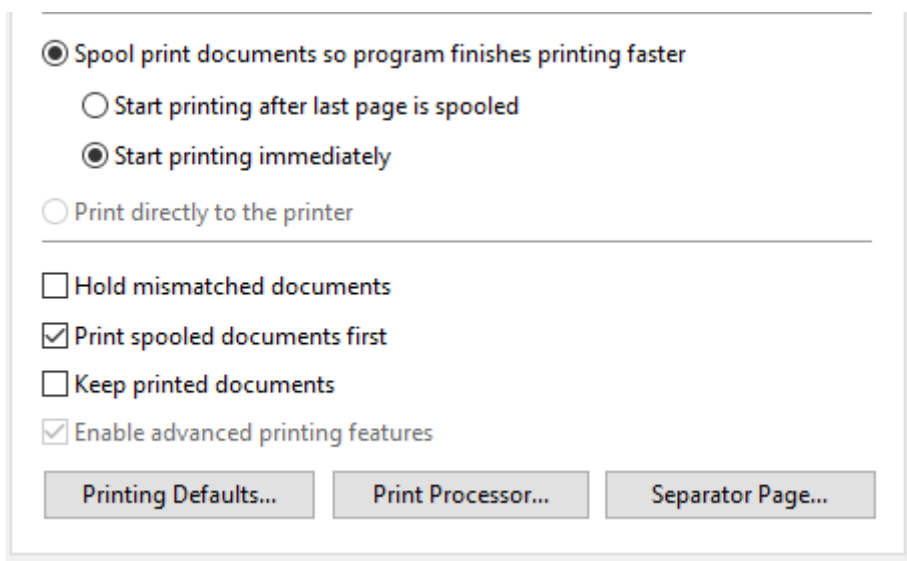 Spool print documents so program finishes printing faster
Start printing after last page is spooled
Start printing immediately
Print directly to the printer
Hold mismatched documents
Print spooled documents first
Keep printed documents
Enable advanced printing features
Printing Defaults... Print Processor... Separator Page...